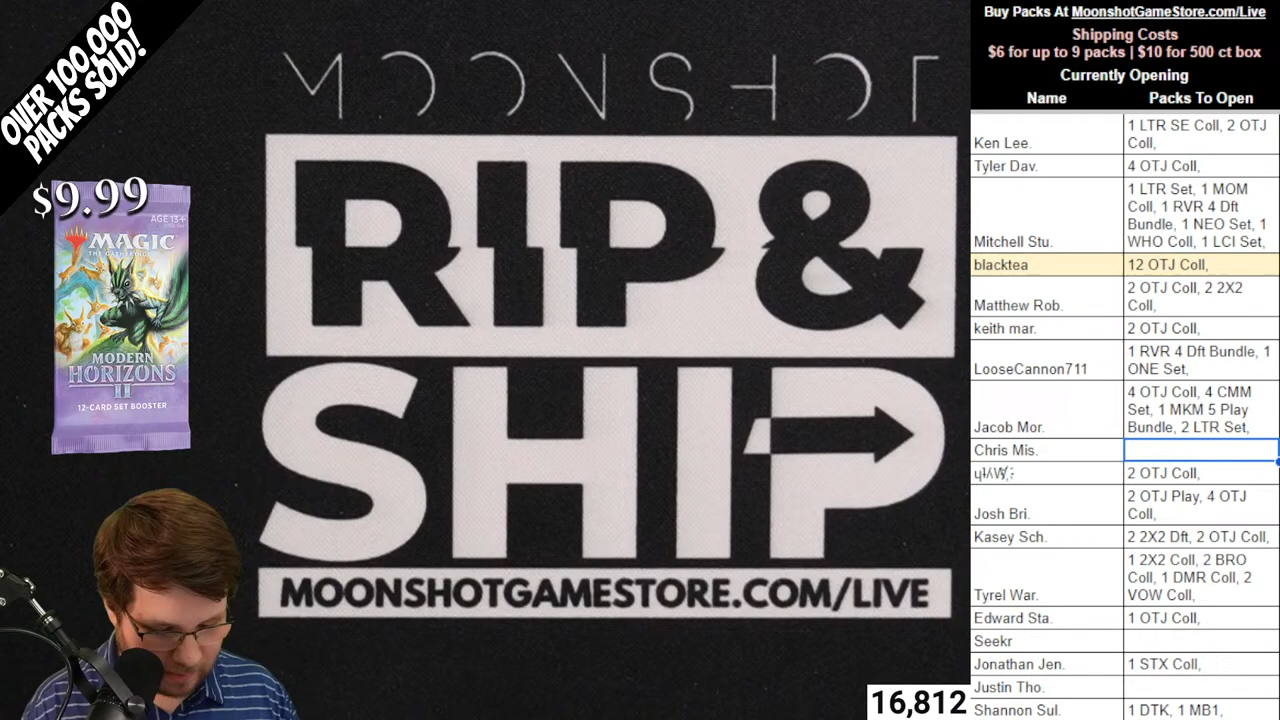 OVER 100,000
PACKS SOLD!
$9.99
AGE 13+
MAGIC
THE GATHERING
MODERN
HORIZONS
II
12-CARD SET BOOSTER
MOONSHOT
RIP &
SHIP
MOONSHOTGAMESTORE.COM/LIVE
16,812
Buy Packs At MoonshotGameStore.com/Live
Shipping Costs
$6 for up to 9 packs | $10 for 500 ct box
Currently Opening
Name Packs To Open
Ken Lee. 1 LTR SE Coll, 2 OTJ
Coll,
Tyler Dav. 4 OTJ Coll,
Mitchell Stu. 1 LTR Set, 1 MOM
Coll, 1 RVR 4 Dft
Bundle, 1 NEO Set, 1
WHO Coll, 1 LCI Set,
blacktea 12 OTJ Coll,
Matthew Rob. 2 OTJ Coll, 2 2X2
Coll,
keith mar. 2 OTJ Coll,
LooseCannon711 1 RVR 4 Dft Bundle, 1
ONE Set,
Jacob Mor. 4 OTJ Coll, 4 CMM
Set, 1 MKM 5 Play
Bundle, 2 LTR Set,
Chris Mis.
2 OTJ Coll,
Josh Bri. 2 OTJ Play, 4 OTJ
Coll,
Kasey Sch. 2 2X2 Dft, 2 OTJ Coll,
Tyrel War. 1 2X2 Coll, 2 BRO
Coll, 1 DMR Coll, 2
VOW Coll,
Edward Sta. 1 OTJ Coll,
Seekr
Jonathan Jen. 1 STX Coll,
Justin Tho.
Shannon Sul. 1 DTK, 1 MB1,